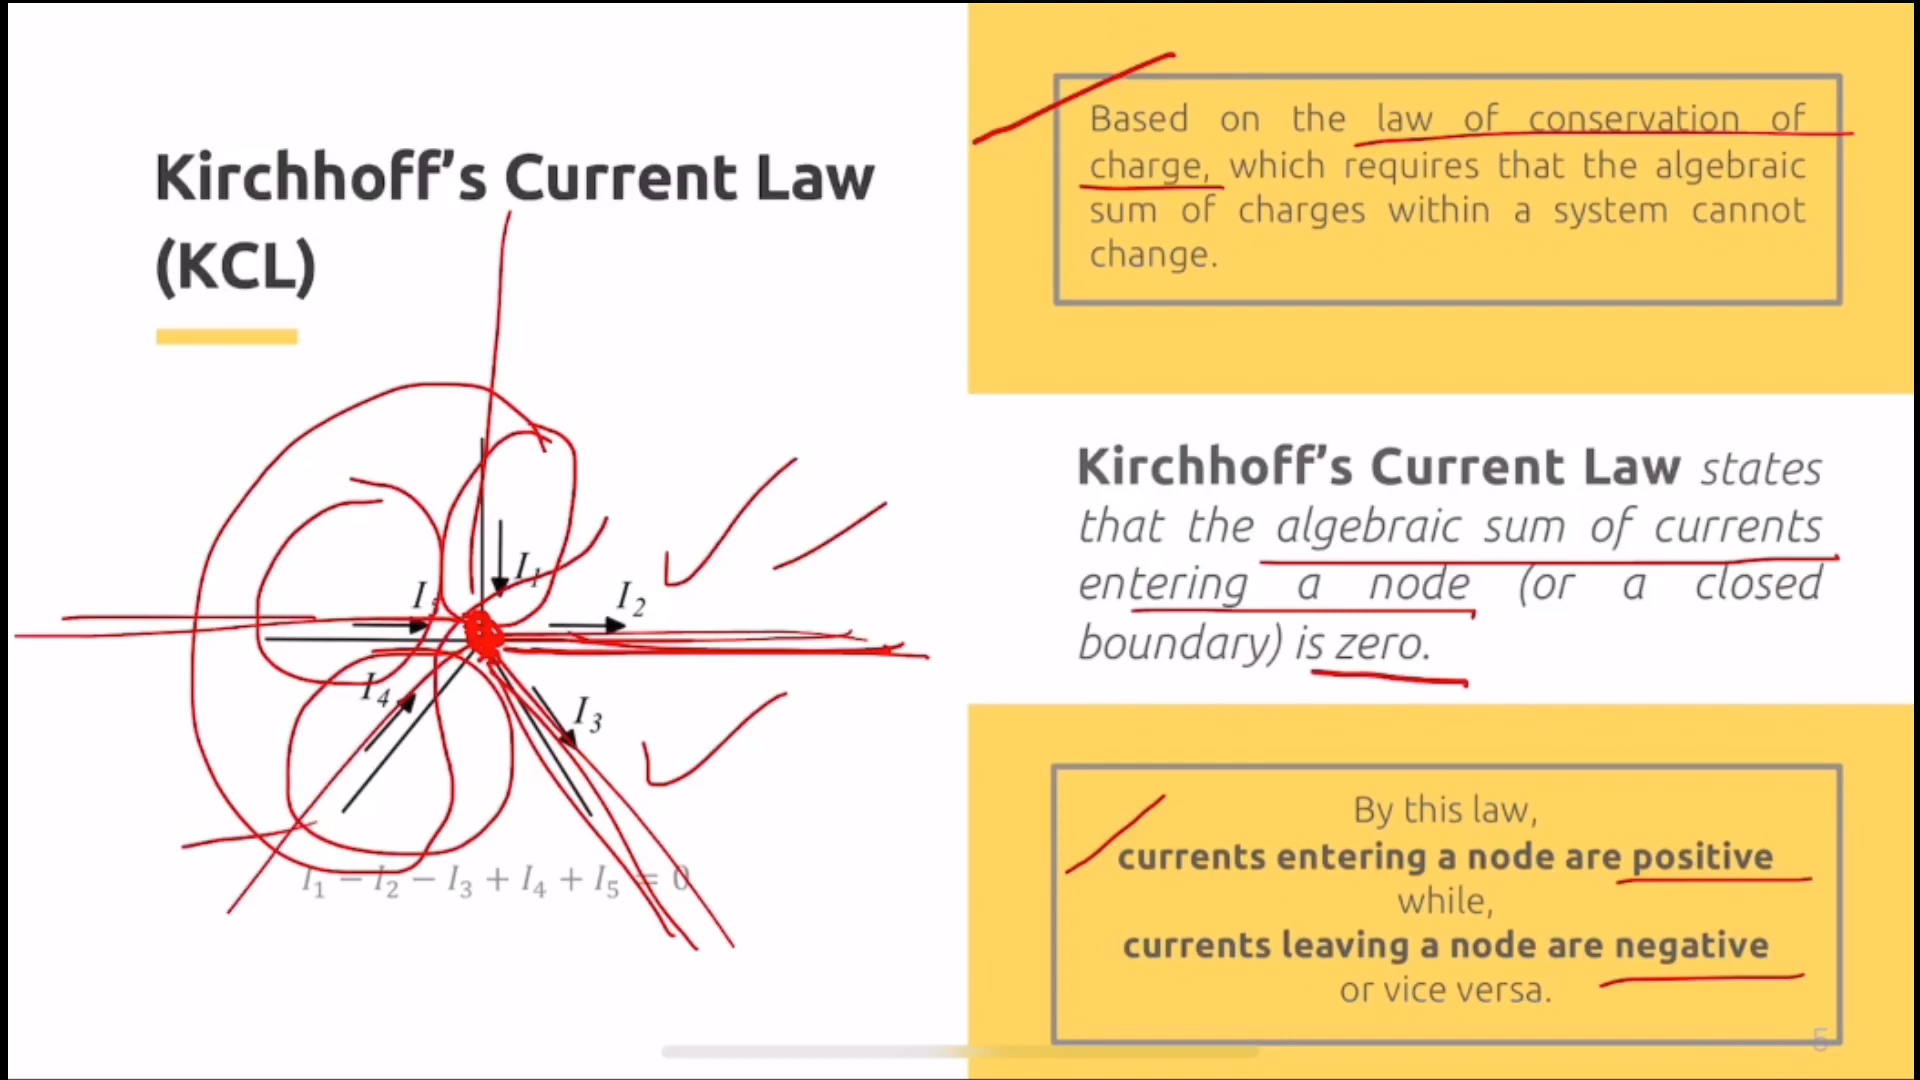 Kirchhoff’s Current Law
(KCL)
I₁
I₅
I₂
I₄
I₃
I₁ − I₂ − I₃ + I₄ + I₅ = 0
Based on the law of conservation of
charge, which requires that the algebraic
sum of charges within a system cannot
change.
Kirchhoff’s Current Law states
that the algebraic sum of currents
entering a node (or a closed
boundary) is zero.
By this law,
currents entering a node are positive
while,
currents leaving a node are negative
or vice versa.
5